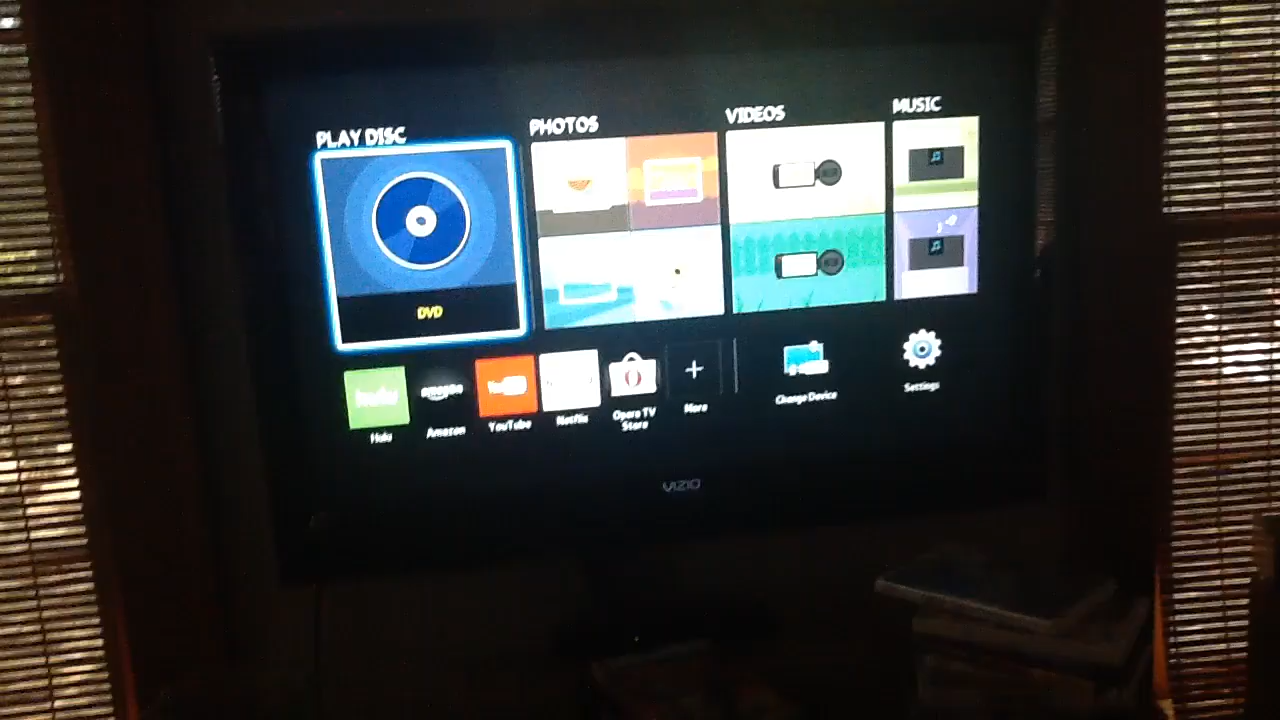 PLAY DISC
PHOTOS
VIDEOS
MUSIC
DVD
hulu
amazon
YouTube
Hulu
Amazon
YouTube
Netflix
Opera TV
Store
+
More
Change Device
Settings
VIZIO